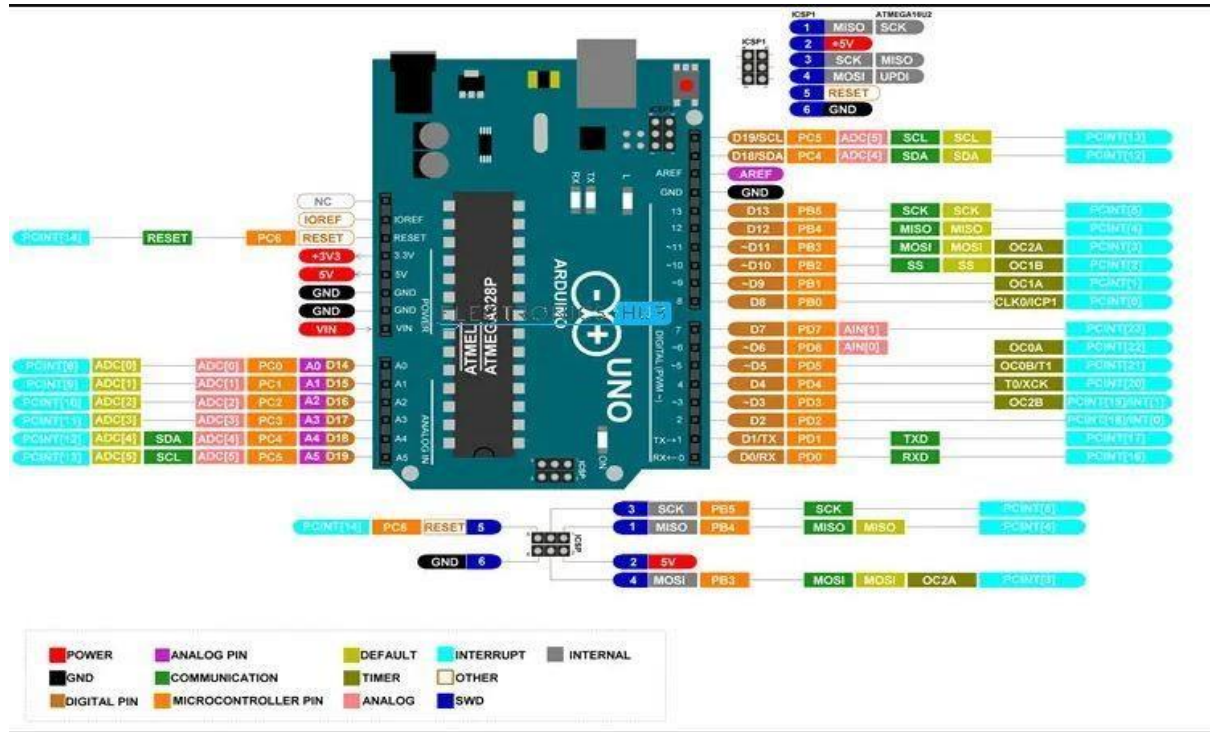 ICSP1 ATMEGA16U2
1 MISO SCK
2 +5V
3 SCK MISO
4 MOSI UPDI
5 RESET
6 GND
ICSP1
ICSP1
D19/SCL PC5 ADC[5] SCL SCL PCINT[13]
D18/SDA PC4 ADC[4] SDA SDA PCINT[12]
AREF AREF
GND GND
13 D13 PB5 SCK SCK PCINT[5]
12 D12 PB4 MISO MISO PCINT[4]
~11 ~D11 PB3 MOSI MOSI OC2A PCINT[3]
~10 ~D10 PB2 SS SS OC1B PCINT[2]
~9 ~D9 PB1 OC1A PCINT[1]
8 D8 PB0 CLK0/ICP1 PCINT[0]
7 D7 PD7 AIN[1] PCINT[23]
~6 ~D6 PD6 AIN[0] OC0A PCINT[22]
~5 ~D5 PD5 OC0B/T1 PCINT[21]
4 D4 PD4 T0/XCK PCINT[20]
~3 ~D3 PD3 OC2B PCINT[19]/INT[1]
2 D2 PD2 PCINT[18]/INT[0]
TX→1 D1/TX PD1 TXD PCINT[17]
RX←0 D0/RX PD0 RXD PCINT[16]
RX TX L
NC
IOREF IOREF
PCINT[14] RESET PC6 RESET RESET
+3V3 3.3V
5V 5V
GND GND
GND GND
VIN VIN
POWER
ELECTRONICS HUB
ATMEL
ATMEGA328P
ARDUINO
UNO
DIGITAL (PWM ~)
PCINT[8] ADC[0] ADC[0] PC0 A0 D14 A0
PCINT[9] ADC[1] ADC[1] PC1 A1 D15 A1
PCINT[10] ADC[2] ADC[2] PC2 A2 D16 A2
PCINT[11] ADC[3] ADC[3] PC3 A3 D17 A3
PCINT[12] ADC[4] SDA ADC[4] PC4 A4 D18 A4
PCINT[13] ADC[5] SCL ADC[5] PC5 A5 D19 A5
ANALOG IN
ON
ICSP
3 SCK PB5 SCK PCINT[5]
PCINT[14] PC6 RESET 5
1 MISO PB4 MISO MISO PCINT[4]
ICSP
GND 6
2 5V
4 MOSI PB3 MOSI MOSI OC2A PCINT[3]
POWER ANALOG PIN DEFAULT INTERRUPT INTERNAL
GND COMMUNICATION TIMER OTHER
DIGITAL PIN MICROCONTROLLER PIN ANALOG SWD